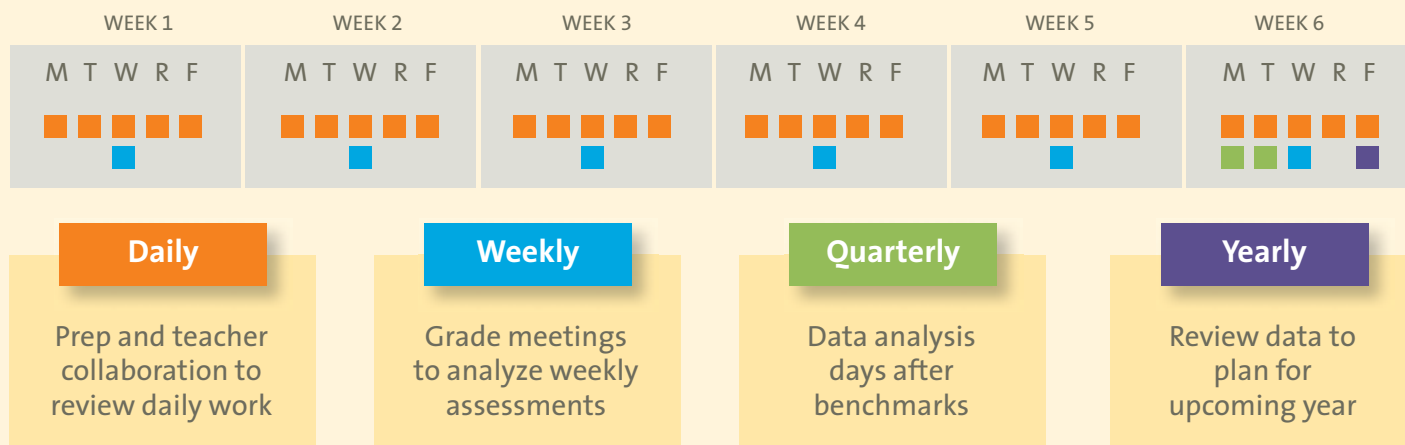 WEEK 1 WEEK 2 WEEK 3 WEEK 4 WEEK 5 WEEK 6
M T W R F M T W R F M T W R F M T W R F M T W R F M T W R F
Daily
Prep and teacher
collaboration to
review daily work
Weekly
Grade meetings
to analyze weekly
assessments
Quarterly
Data analysis
days after
benchmarks
Yearly
Review data to
plan for
upcoming year